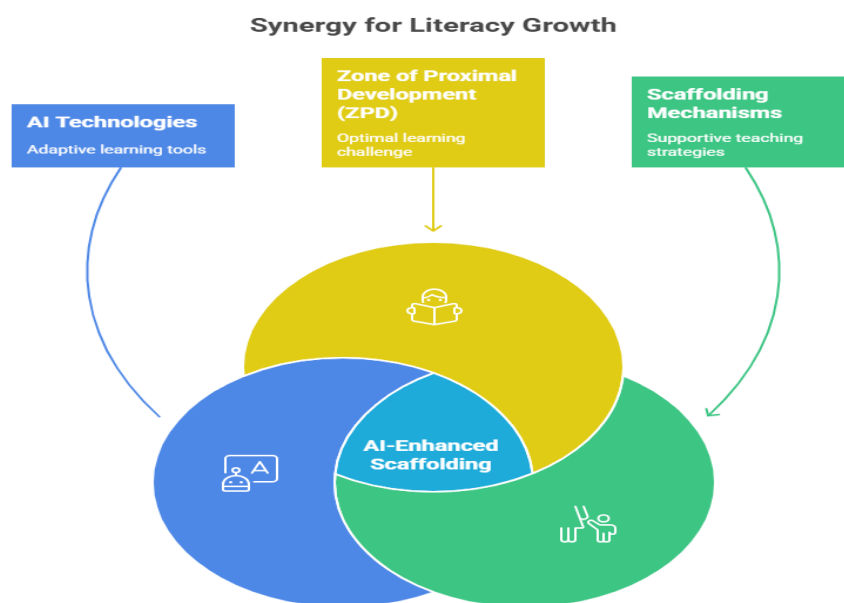 Synergy for Literacy Growth
Zone of Proximal
Development
(ZPD)
Optimal learning
challenge
AI Technologies
Adaptive learning tools
Scaffolding
Mechanisms
Supportive teaching
strategies
A
AI-Enhanced
Scaffolding